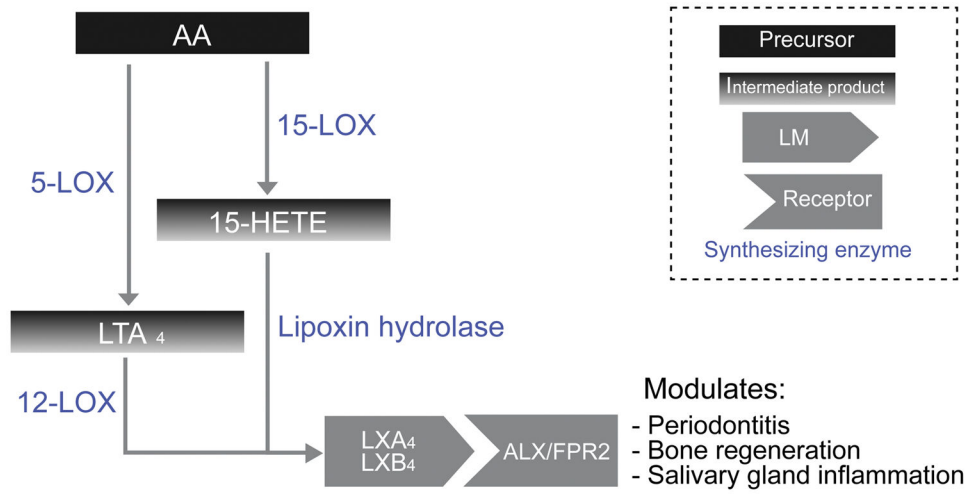 AA
15-LOX
5-LOX
15-HETE
LTA 4
Lipoxin hydrolase
12-LOX
LXA4
LXB4
ALX/FPR2
Modulates:
- Periodontitis
- Bone regeneration
- Salivary gland inflammation
Precursor
Intermediate product
LM
Receptor
Synthesizing enzyme